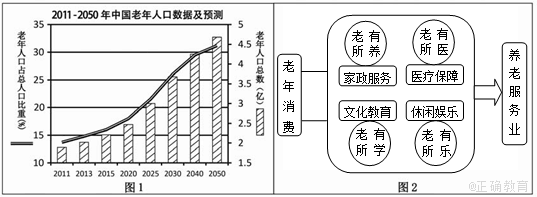 2011-2050年中国老年人口数据及预测
老年人口占总人口比重(%)
35
30
25
20
15
10
5
4.5
4
3.5
3
2.5
2
1.5
老年人口总数(亿)
2011 2013 2015 2020 2025 2030 2040 2050
图1
老年消费
老有所养
老有所医
家政服务
医疗保障
文化教育
休闲娱乐
老有所学
老有所乐
养老服务业
图2
@正确教育